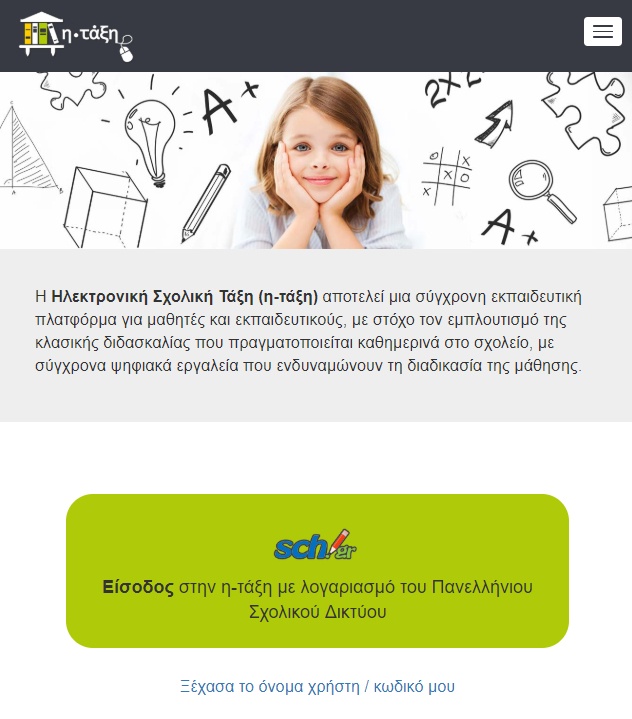 η•τάξη
A+
2x2
A+
Η Ηλεκτρονική Σχολική Τάξη (η-τάξη) αποτελεί μια σύγχρονη εκπαιδευτική
πλατφόρμα για μαθητές και εκπαιδευτικούς, με στόχο τον εμπλουτισμό της
κλασικής διδασκαλίας που πραγματοποιείται καθημερινά στο σχολείο, με
σύγχρονα ψηφιακά εργαλεία που ενδυναμώνουν τη διαδικασία της μάθησης.
sch.gr
Είσοδος στην η-τάξη με λογαριασμό του Πανελλήνιου
Σχολικού Δικτύου
Ξέχασα το όνομα χρήστη / κωδικό μου